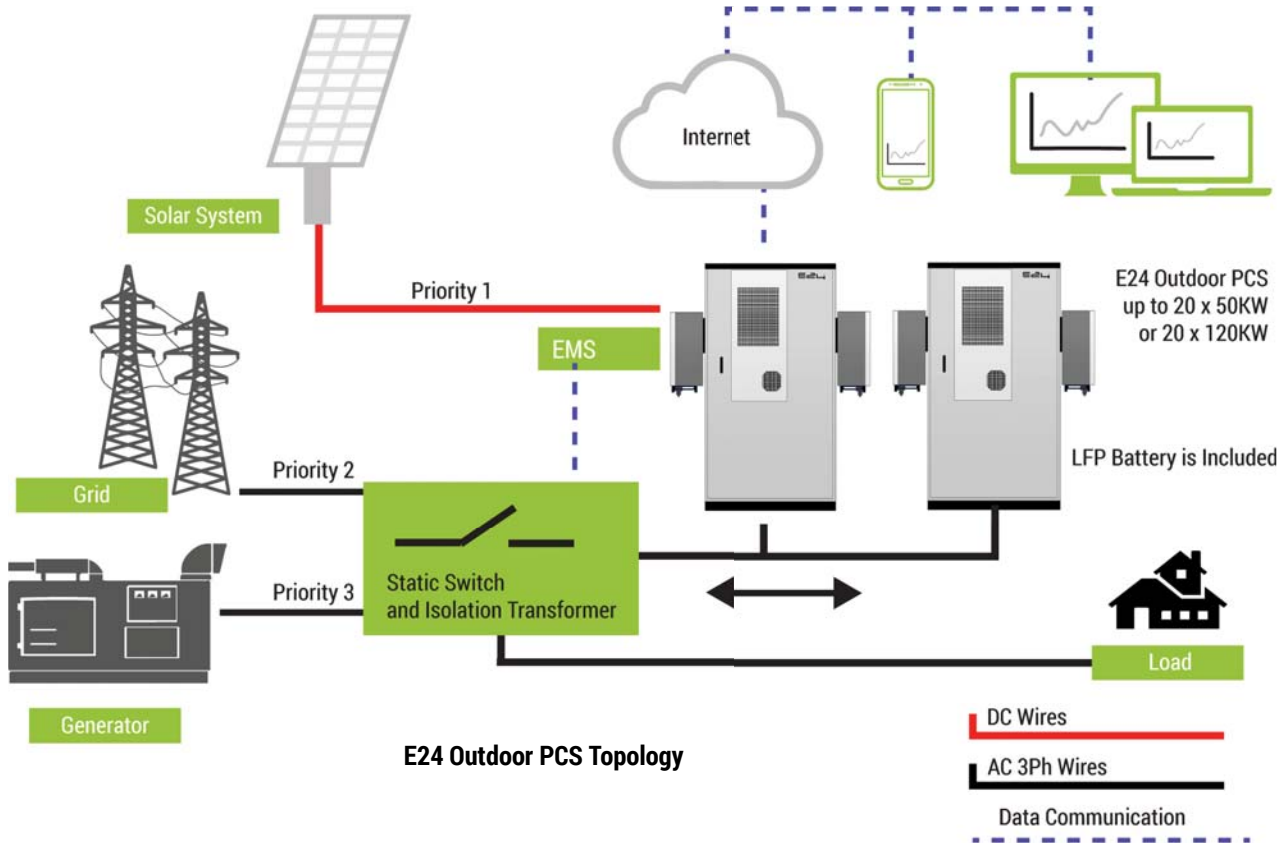 Internet
Solar System
Priority 1
E24
E24
E24 Outdoor PCS
up to 20 x 50KW
or 20 x 120KW
EMS
LFP Battery is Included
Priority 2
Grid
Priority 3
Static Switch
and Isolation Transformer
Load
Generator
DC Wires
E24 Outdoor PCS Topology
AC 3Ph Wires
Data Communication